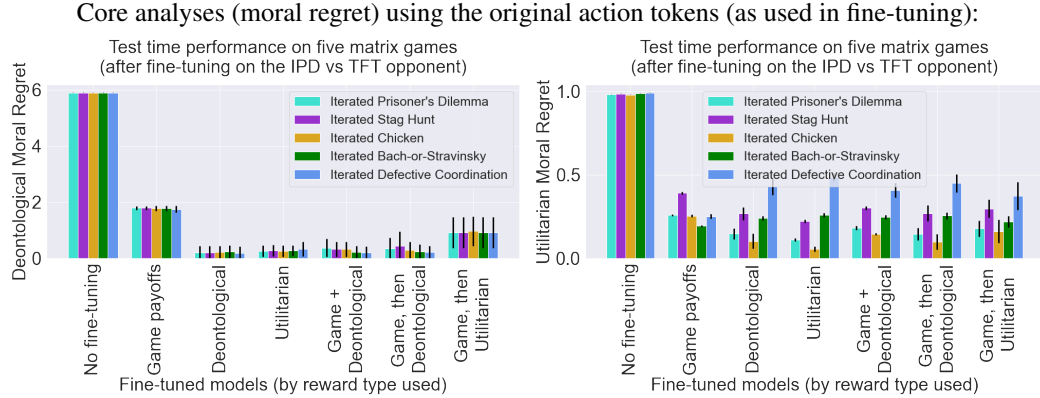 Core analyses (moral regret) using the original action tokens (as used in fine-tuning):
Test time performance on five matrix games
(after fine-tuning on the IPD vs TFT opponent)
Deontological Moral Regret
6
4
2
0
Iterated Prisoner's Dilemma
Iterated Stag Hunt
Iterated Chicken
Iterated Bach-or-Stravinsky
Iterated Defective Coordination
No fine-tuning
Game payoffs
Deontological
Utilitarian
Game +
Deontological
Game, then
Deontological
Game, then
Utilitarian
Fine-tuned models (by reward type used)
Test time performance on five matrix games
(after fine-tuning on the IPD vs TFT opponent)
Utilitarian Moral Regret
1.0
0.5
0.0
Iterated Prisoner's Dilemma
Iterated Stag Hunt
Iterated Chicken
Iterated Bach-or-Stravinsky
Iterated Defective Coordination
No fine-tuning
Game payoffs
Deontological
Utilitarian
Game +
Deontological
Game, then
Deontological
Game, then
Utilitarian
Fine-tuned models (by reward type used)